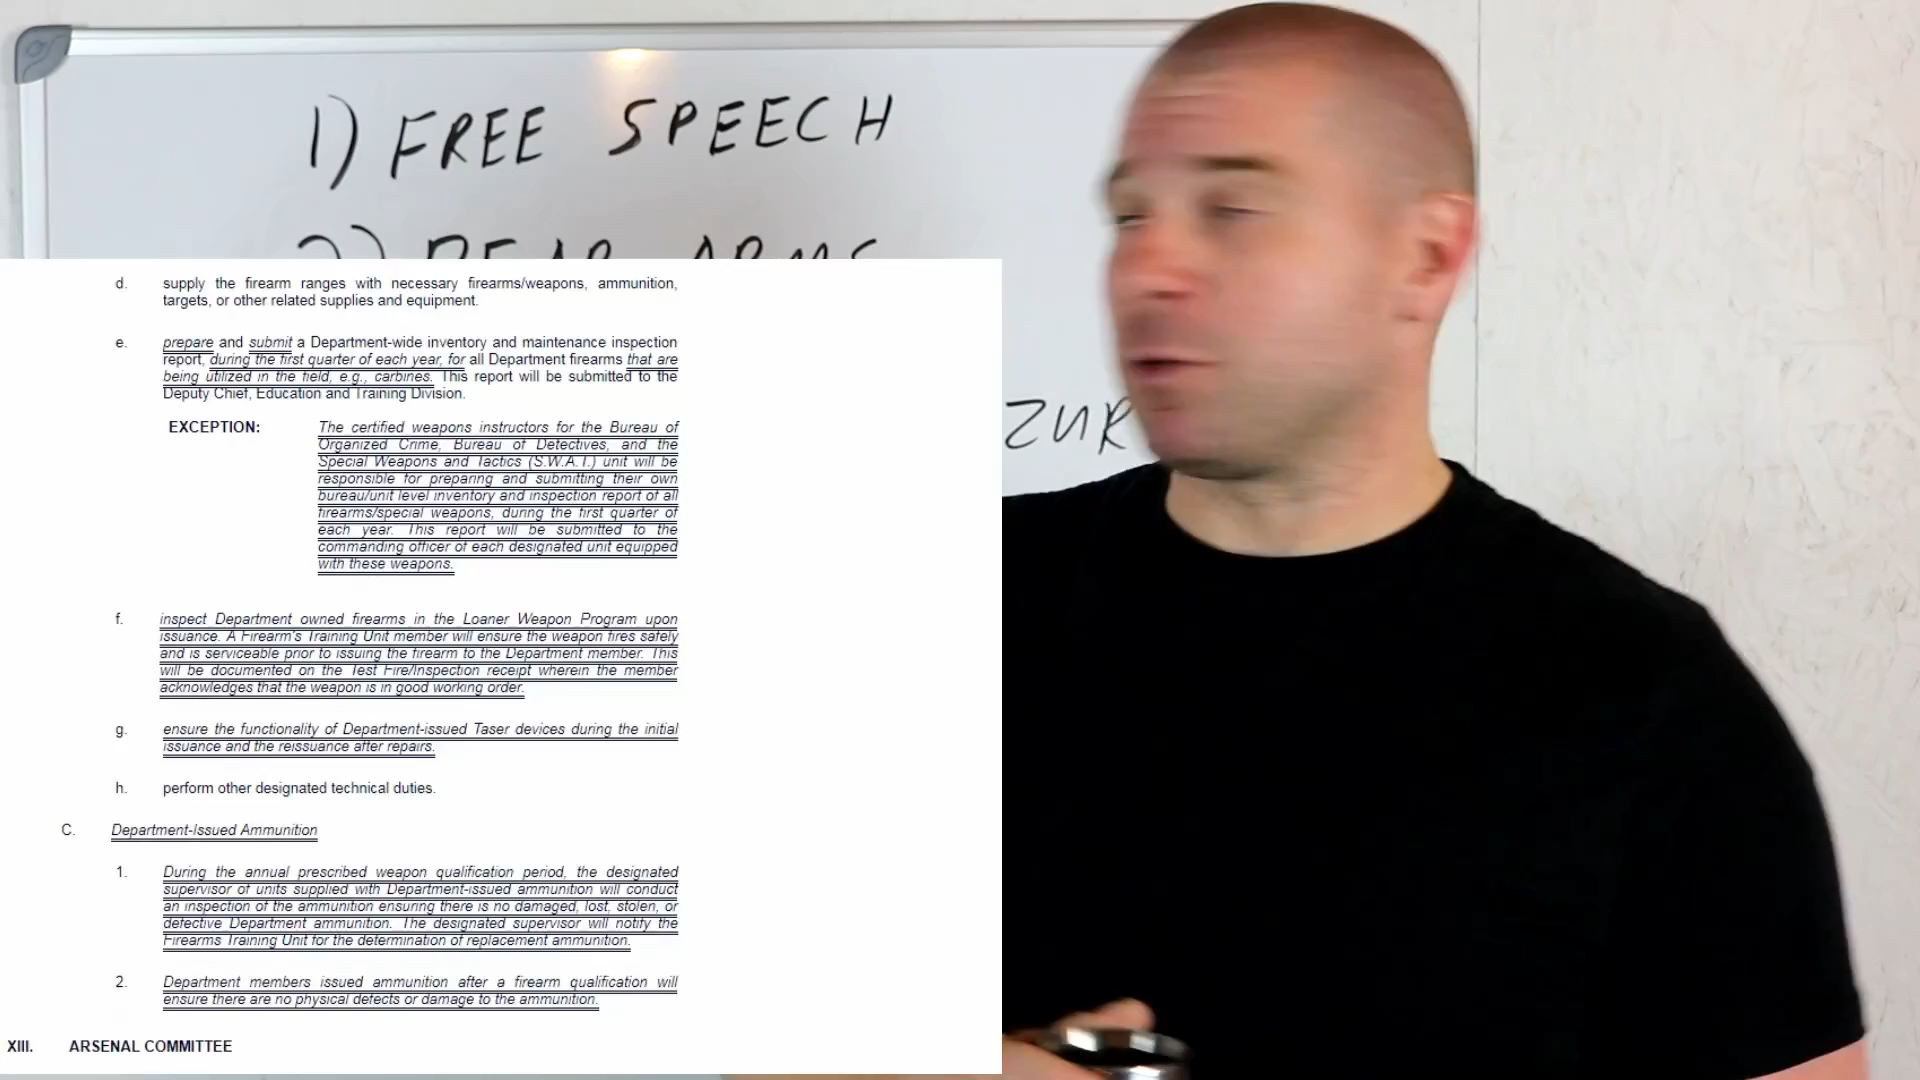 1) FREE SPEECH
2) BEAR ARMS
ZUR
d. supply the firearm ranges with necessary firearms/weapons, ammunition,
targets, or other related supplies and equipment.
e. prepare and submit a Department-wide inventory and maintenance inspection
report, during the first quarter of each year, for all Department firearms that are
being utilized in the field, e.g., carbines. This report will be submitted to the
Deputy Chief, Education and Training Division.
EXCEPTION: The certified weapons instructors for the Bureau of
Organized Crime, Bureau of Detectives, and the
Special Weapons and Tactics (S.W.A.T.) unit will be
responsible for preparing and submitting their own
bureau/unit level inventory and inspection report of all
firearms/special weapons, during the first quarter of
each year. This report will be submitted to the
commanding officer of each designated unit equipped
with these weapons.
f. inspect Department owned firearms in the Loaner Weapon Program upon
issuance. A Firearm's Training Unit member will ensure the weapon fires safely
and is serviceable prior to issuing the firearm to the Department member. This
will be documented on the Test Fire/Inspection receipt wherein the member
acknowledges that the weapon is in good working order.
g. ensure the functionality of Department-issued Taser devices during the initial
issuance and the reissuance after repairs.
h. perform other designated technical duties.
C. Department-Issued Ammunition
1. During the annual prescribed weapon qualification period, the designated
supervisor of units supplied with Department-issued ammunition will conduct
an inspection of the ammunition ensuring there is no damaged, lost, stolen, or
defective Department ammunition. The designated supervisor will notify the
Firearms Training Unit for the determination of replacement ammunition.
2. Department members issued ammunition after a firearm qualification will
ensure there are no physical defects or damage to the ammunition.
XIII. ARSENAL COMMITTEE